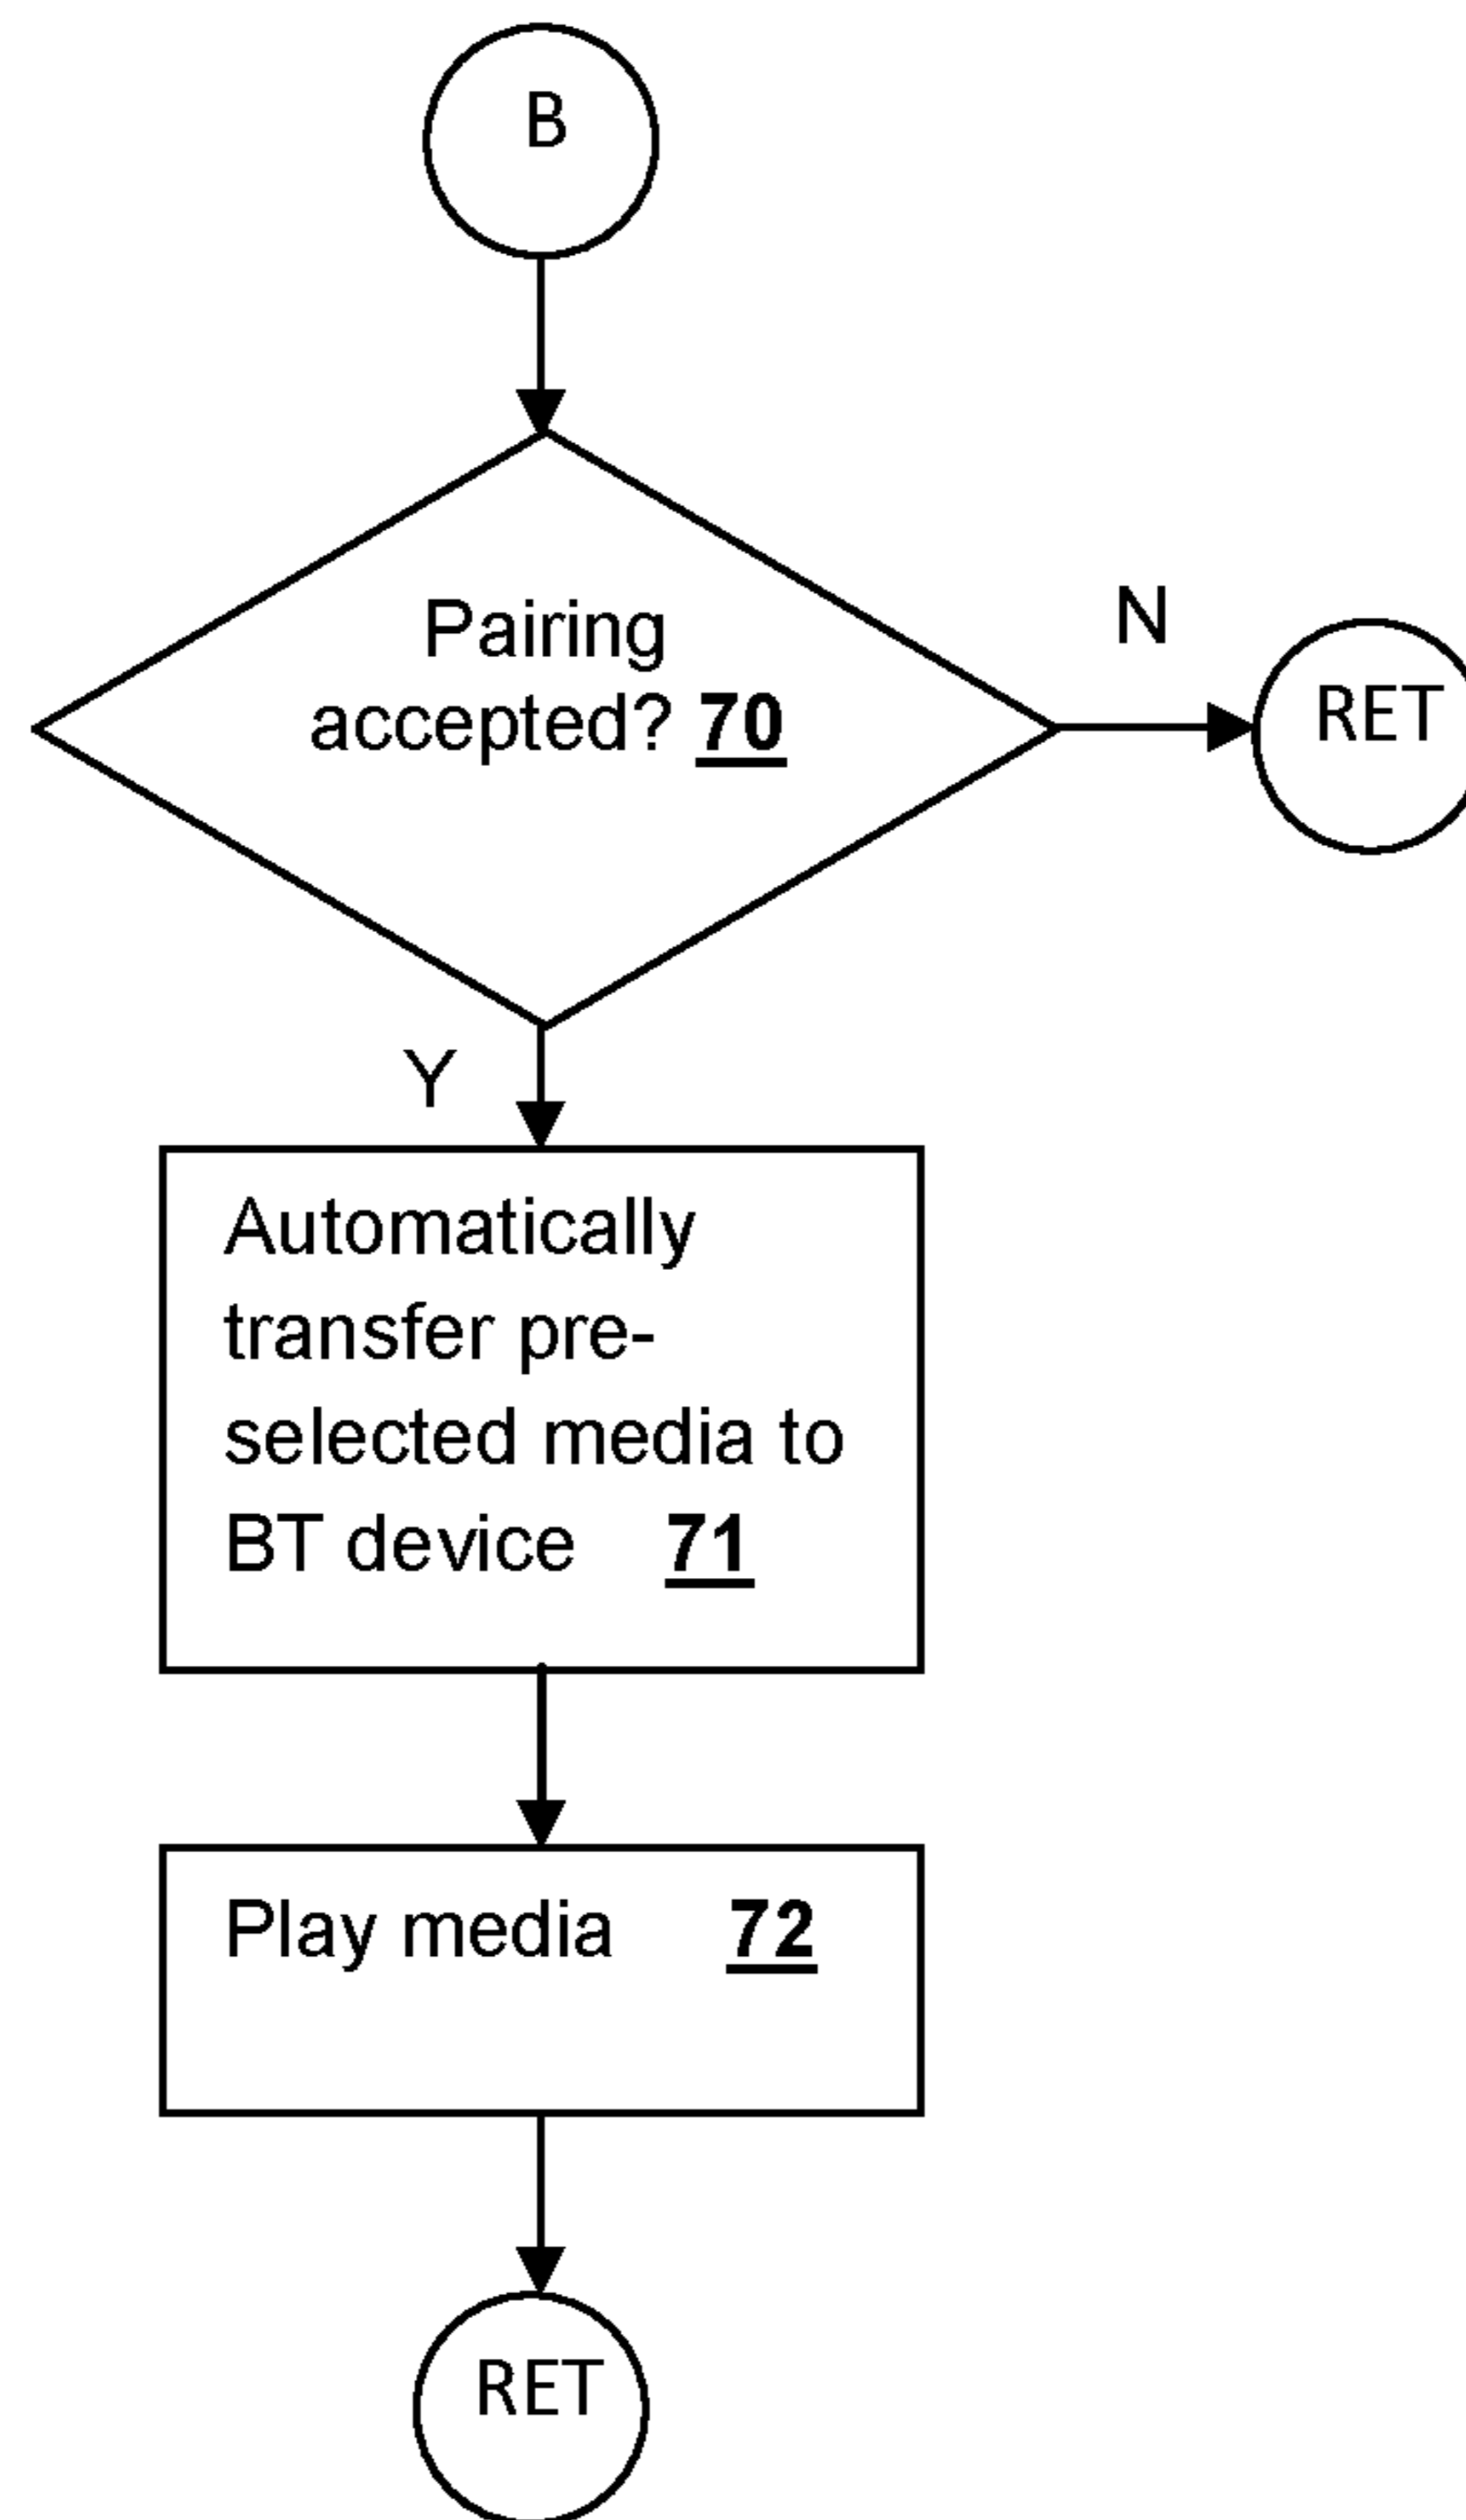 B
Pairing
accepted? 70
N
RET
Y
Automatically
transfer pre-
selected media to
BT device 71
Play media 72
RET